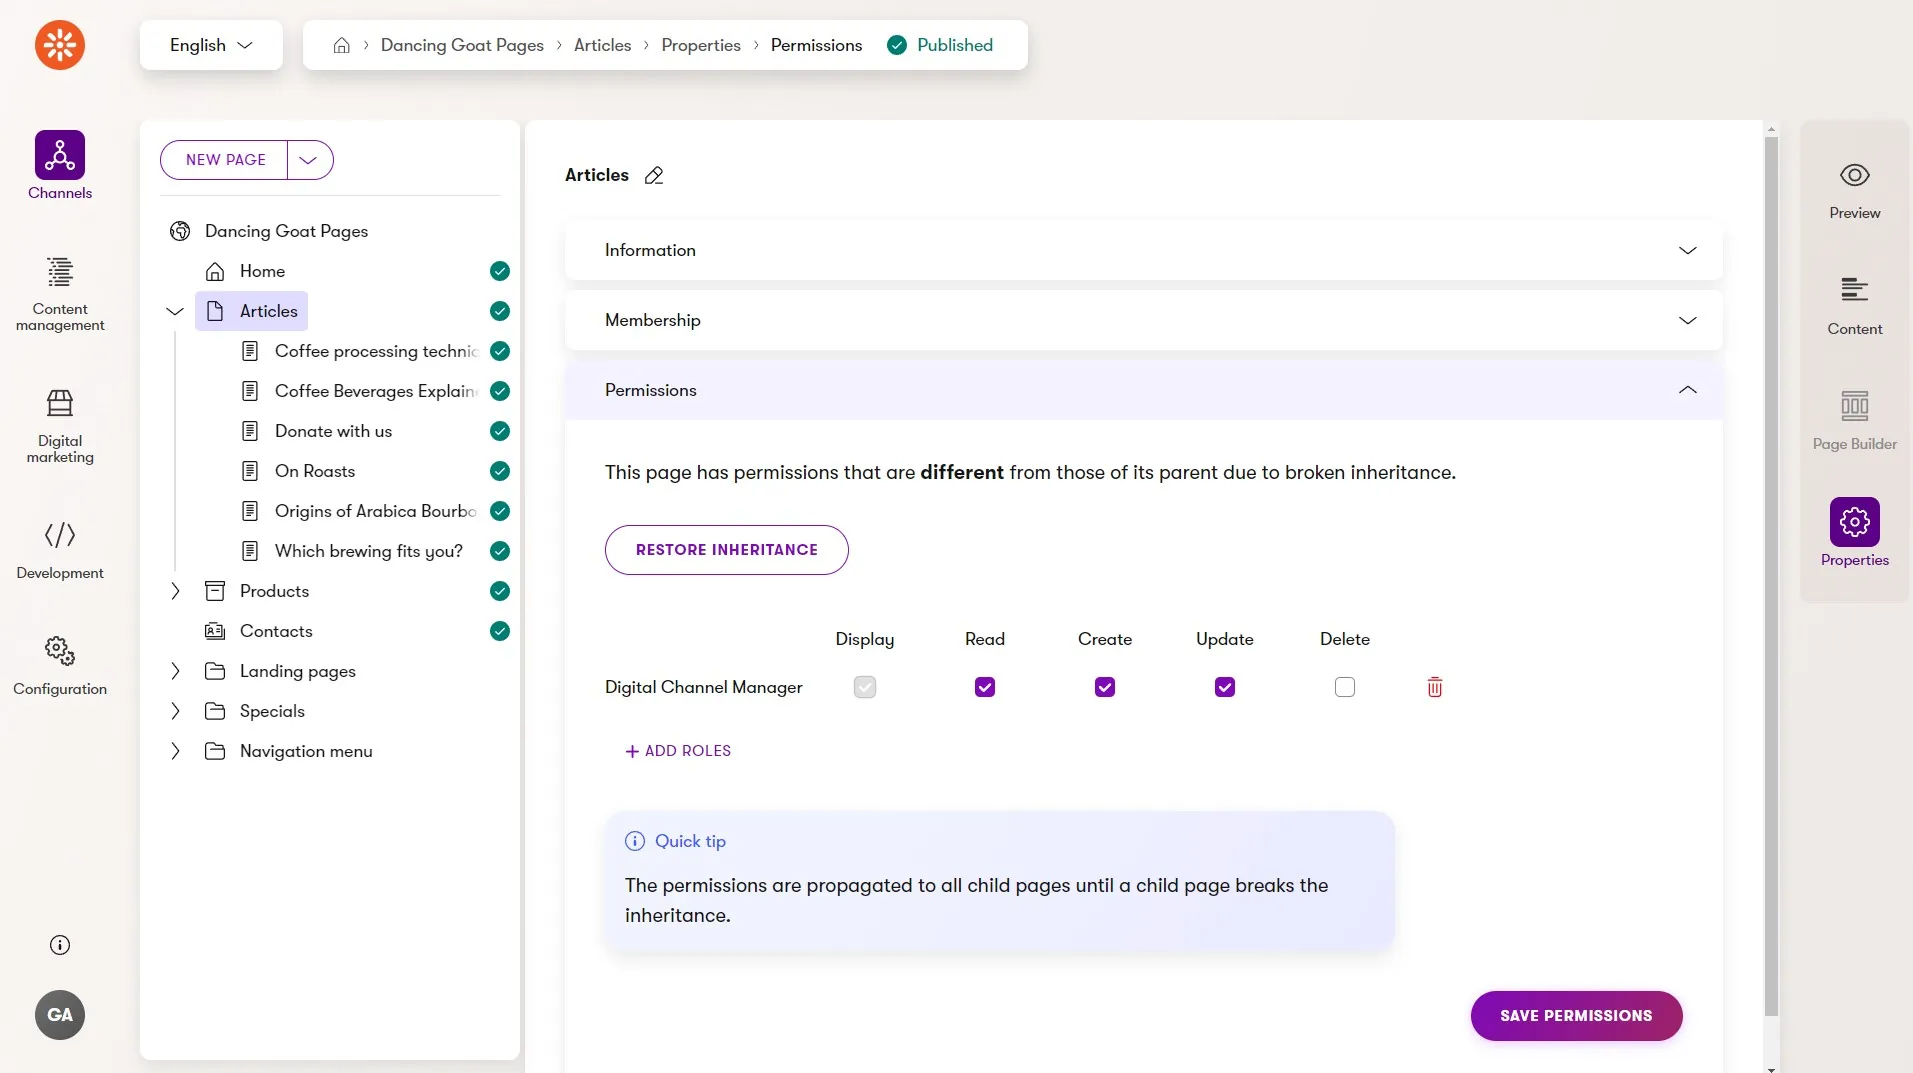 English
Dancing Goat Pages
Articles
Properties
Permissions
Published
Channels
Content
management
Digital
marketing
Development
Configuration
GA
NEW PAGE
Dancing Goat Pages
Home
Articles
Coffee processing technic
Coffee Beverages Explain
Donate with us
On Roasts
Origins of Arabica Bourbo
Which brewing fits you?
Products
Contacts
Landing pages
Specials
Navigation menu
Articles
Information
Membership
Permissions
This page has permissions that are different from those of its parent due to broken inheritance.
RESTORE INHERITANCE
Display Read Create Update Delete
Digital Channel Manager
ADD ROLES
Quick tip
The permissions are propagated to all child pages until a child page breaks the
inheritance.
SAVE PERMISSIONS
Preview
Content
Page Builder
Properties